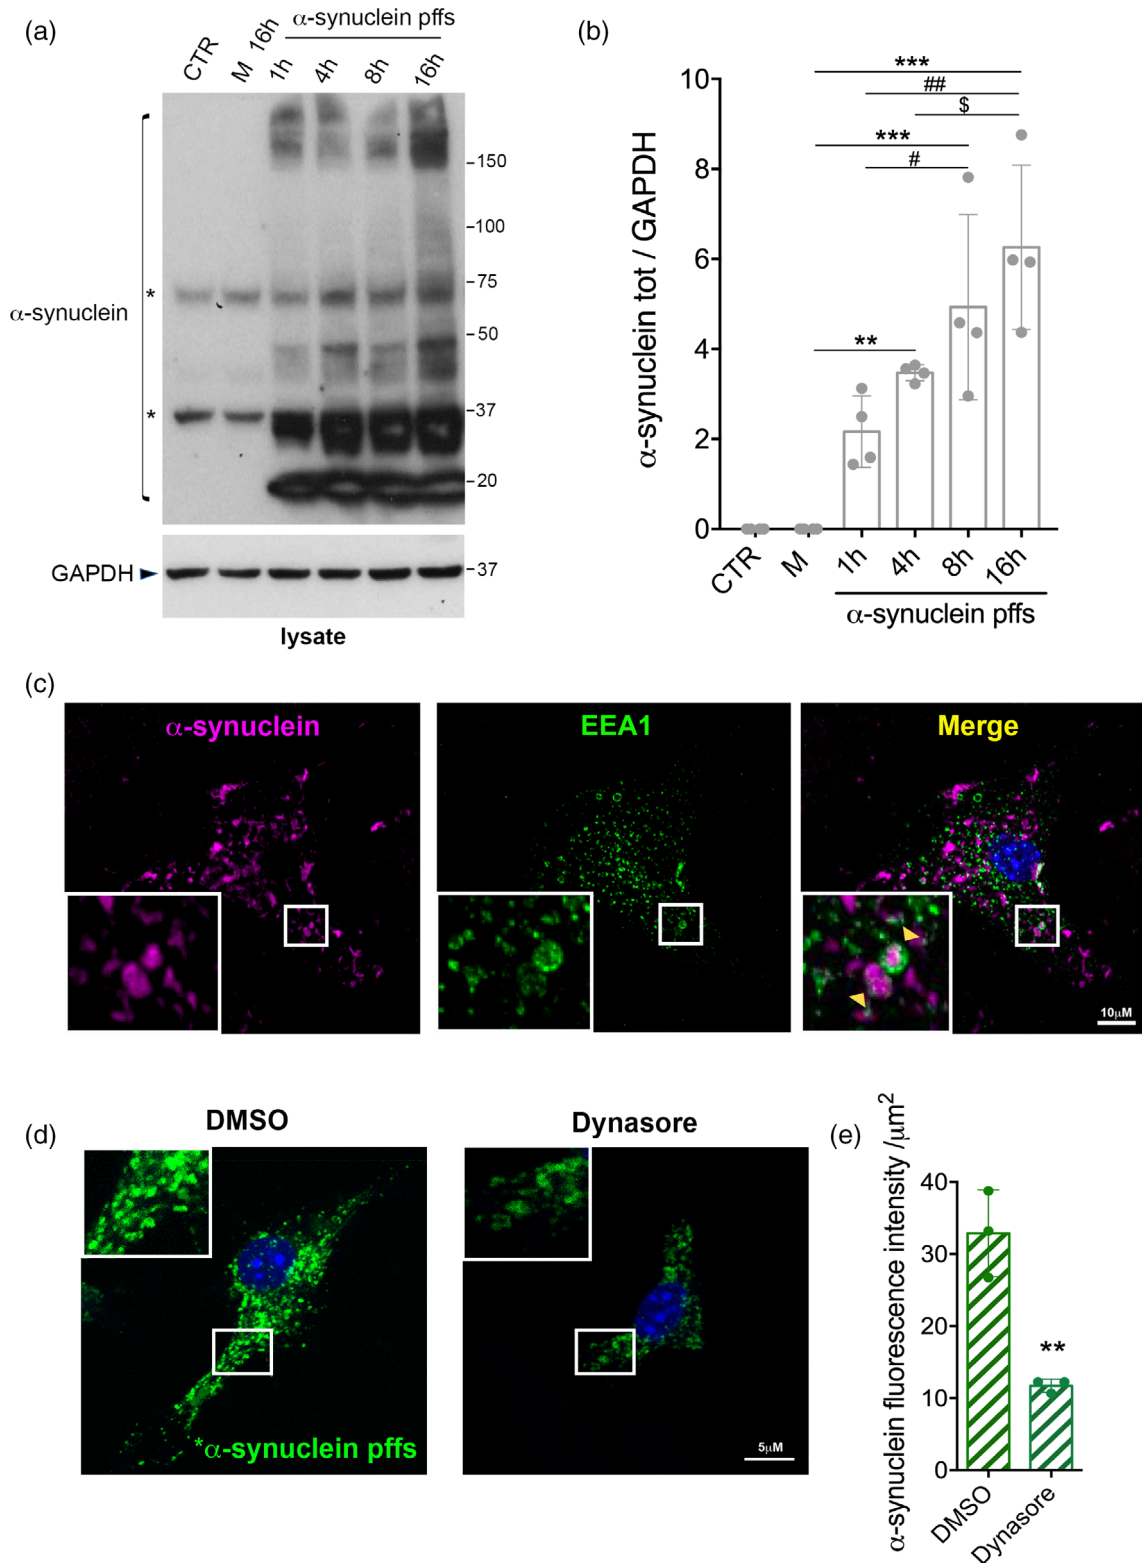 (a)
α-synuclein pffs
CTR
M 16h
1h
4h
8h
16h
α-synuclein
*
*
-150
-100
-75
-50
-37
-20
GAPDH
-37
lysate
(b)
α-synuclein tot / GAPDH
10
8
6
4
2
0
***
##
$
***
#
**
CTR
M
1h
4h
8h
16h
α-synuclein pffs
(c)
α-synuclein
EEA1
Merge
10μM
(d)
DMSO
Dynasore
*α-synuclein pffs
5μM
(e)
α-synuclein fluorescence intensity /μm²
40
30
20
10
0
**
DMSO
Dynasore